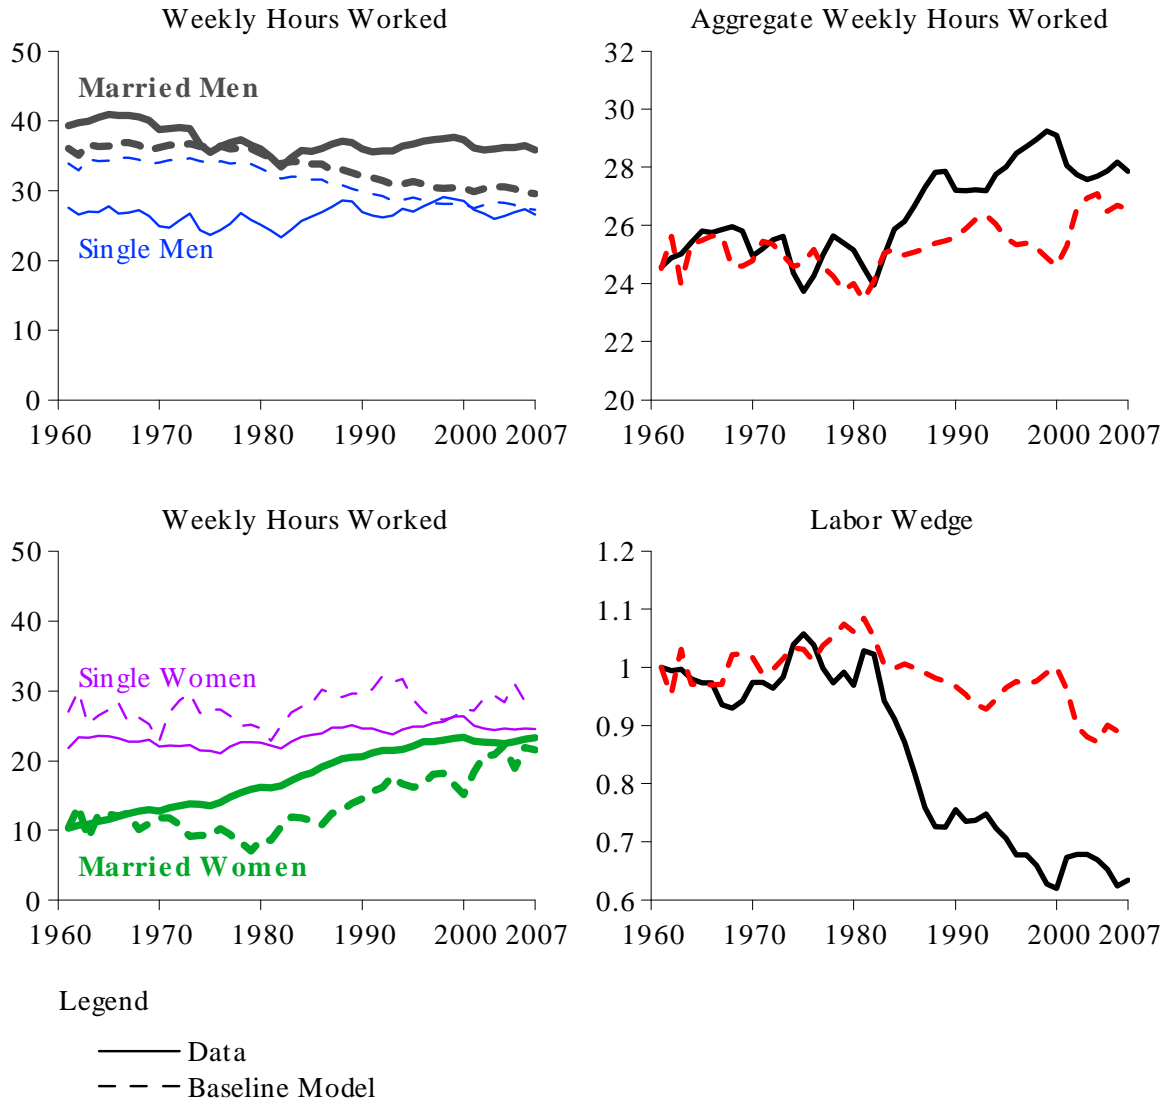 Weekly Hours Worked
50
40
30
20
10
0
Married Men
Single Men
1960 1970 1980 1990 2000 2007
Aggregate Weekly Hours Worked
32
30
28
26
24
22
20
1960 1970 1980 1990 2000 2007
Weekly Hours Worked
50
40
30
20
10
0
Single Women
Married Women
1960 1970 1980 1990 2000 2007
Labor Wedge
1.2
1.1
1
0.9
0.8
0.7
0.6
1960 1970 1980 1990 2000 2007
Legend
Data
Baseline Model